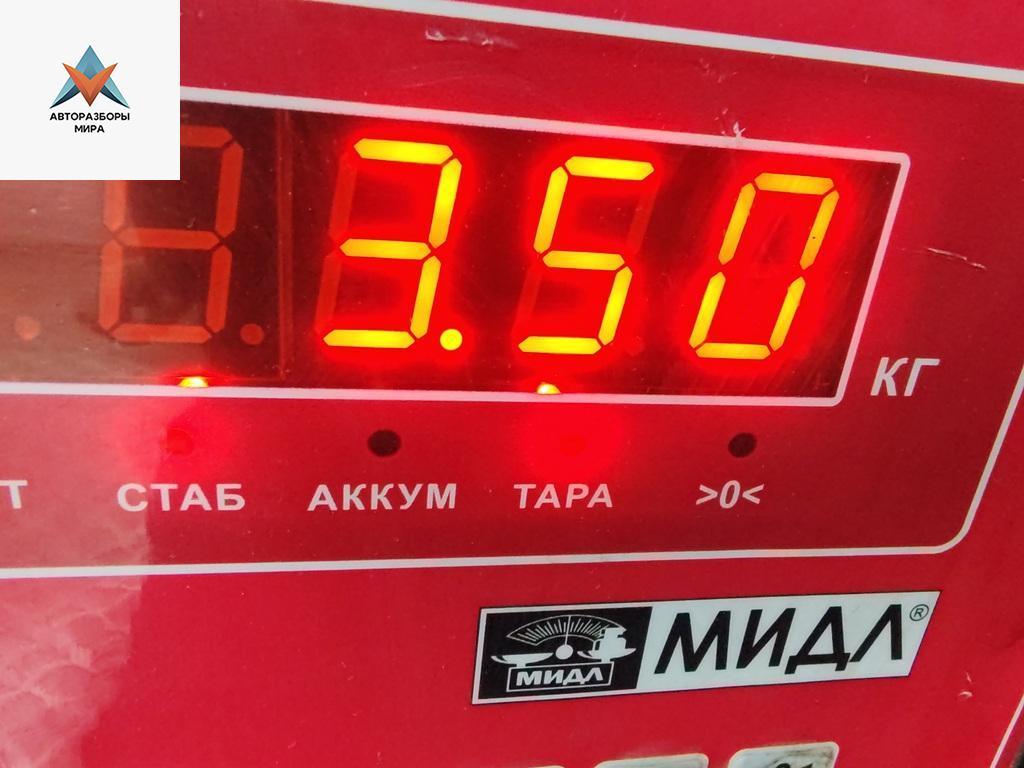 АВТОРАЗБОРЫ
МИРА
3.50
КГ
Т СТАБ АККУМ ТАРА >0<
МИДЛ МИДЛ®